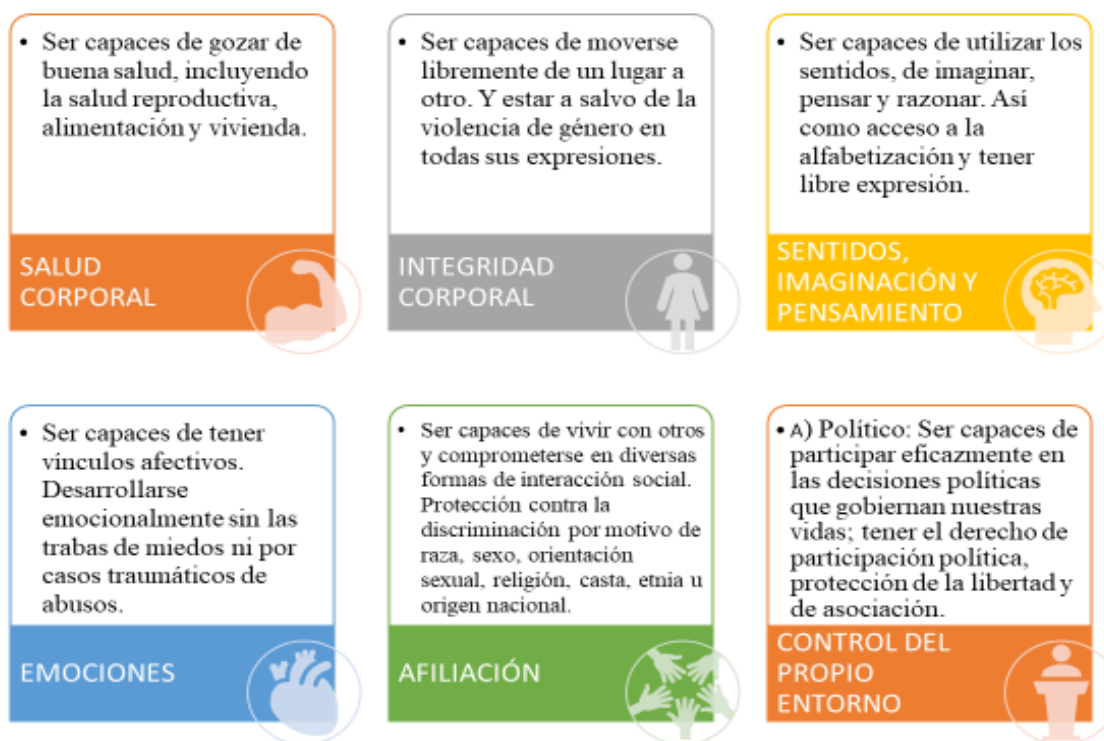 • Ser capaces de gozar de
buena salud, incluyendo
la salud reproductiva,
alimentación y vivienda.
SALUD
CORPORAL
• Ser capaces de moverse
libremente de un lugar a
otro. Y estar a salvo de la
violencia de género en
todas sus expresiones.
INTEGRIDAD
CORPORAL
• Ser capaces de utilizar los
sentidos, de imaginar,
pensar y razonar. Así
como acceso a la
alfabetización y tener
libre expresión.
SENTIDOS,
IMAGINACIÓN Y
PENSAMIENTO
• Ser capaces de tener
vínculos afectivos.
Desarrollarse
emocionalmente sin las
trabas de miedos ni por
casos traumáticos de
abusos.
EMOCIONES
• Ser capaces de vivir con otros
y comprometerse en diversas
formas de interacción social.
Protección contra la
discriminación por motivo de
raza, sexo, orientación
sexual, religión, casta, etnia u
origen nacional.
AFILIACIÓN
• A) Político: Ser capaces de
participar eficazmente en
las decisiones políticas
que gobiernan nuestras
vidas; tener el derecho de
participación política,
protección de la libertad y
de asociación.
CONTROL DEL
PROPIO
ENTORNO